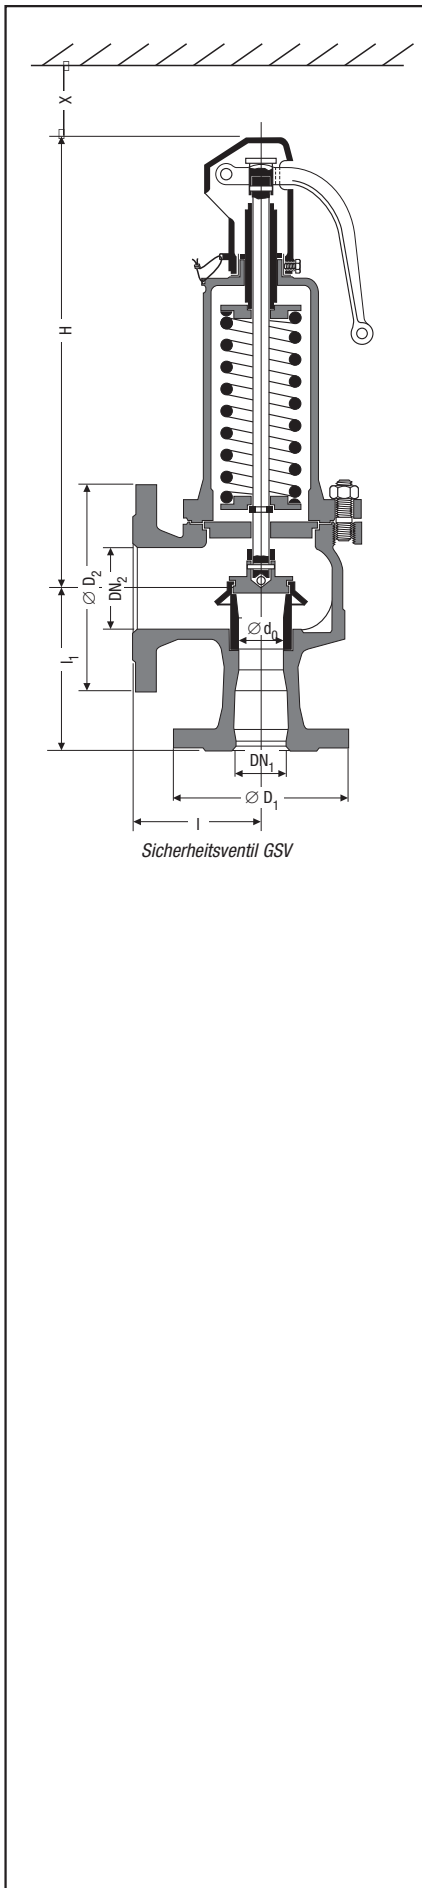 X
H
Ø D₂
DN₂
l₁
Ø d₀
DN₁
Ø D₁
l
Sicherheitsventil GSV